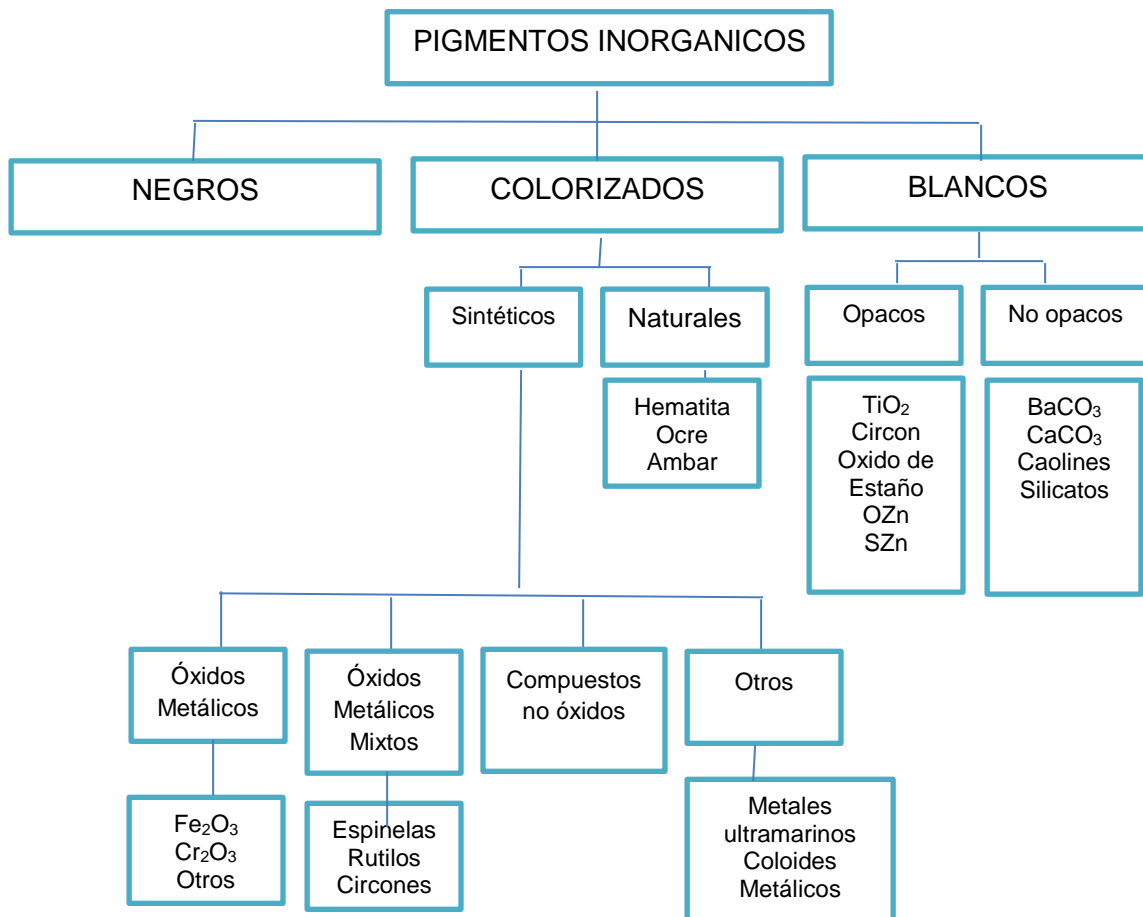 PIGMENTOS INORGANICOS
NEGROS
COLORIZADOS
BLANCOS
Sintéticos
Naturales
Opacos
No opacos
Hematita
Ocre
Ambar
TiO₂
Circon
Oxido de
Estaño
OZn
SZn
BaCO₃
CaCO₃
Caolines
Silicatos
Óxidos
Metálicos
Óxidos
Metálicos
Mixtos
Compuestos
no óxidos
Otros
Fe₂O₃
Cr₂O₃
Otros
Espinelas
Rutilos
Circones
Metales
ultramarinos
Coloides
Metálicos